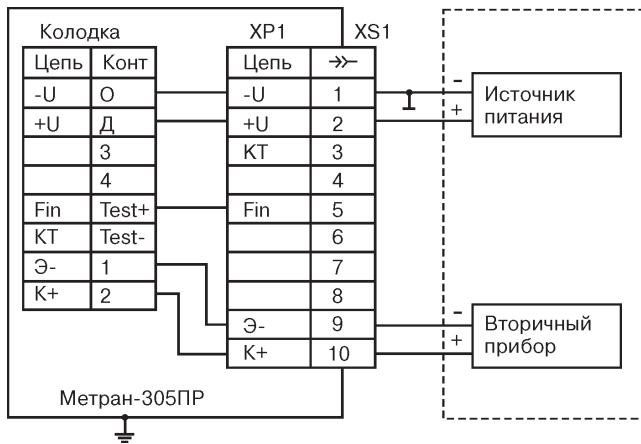 Колодка XP1 XS1
Цепь Конт Цепь
-U О -U 1 -
+U Д +U 2 +
3 КТ 3
4 4
Fin Test+ Fin 5
КТ Test- 6
Э- 1 7
К+ 2 8
Э- 9 -
К+ 10 +
Источник
питания
Вторичный
прибор
Метран-305ПР